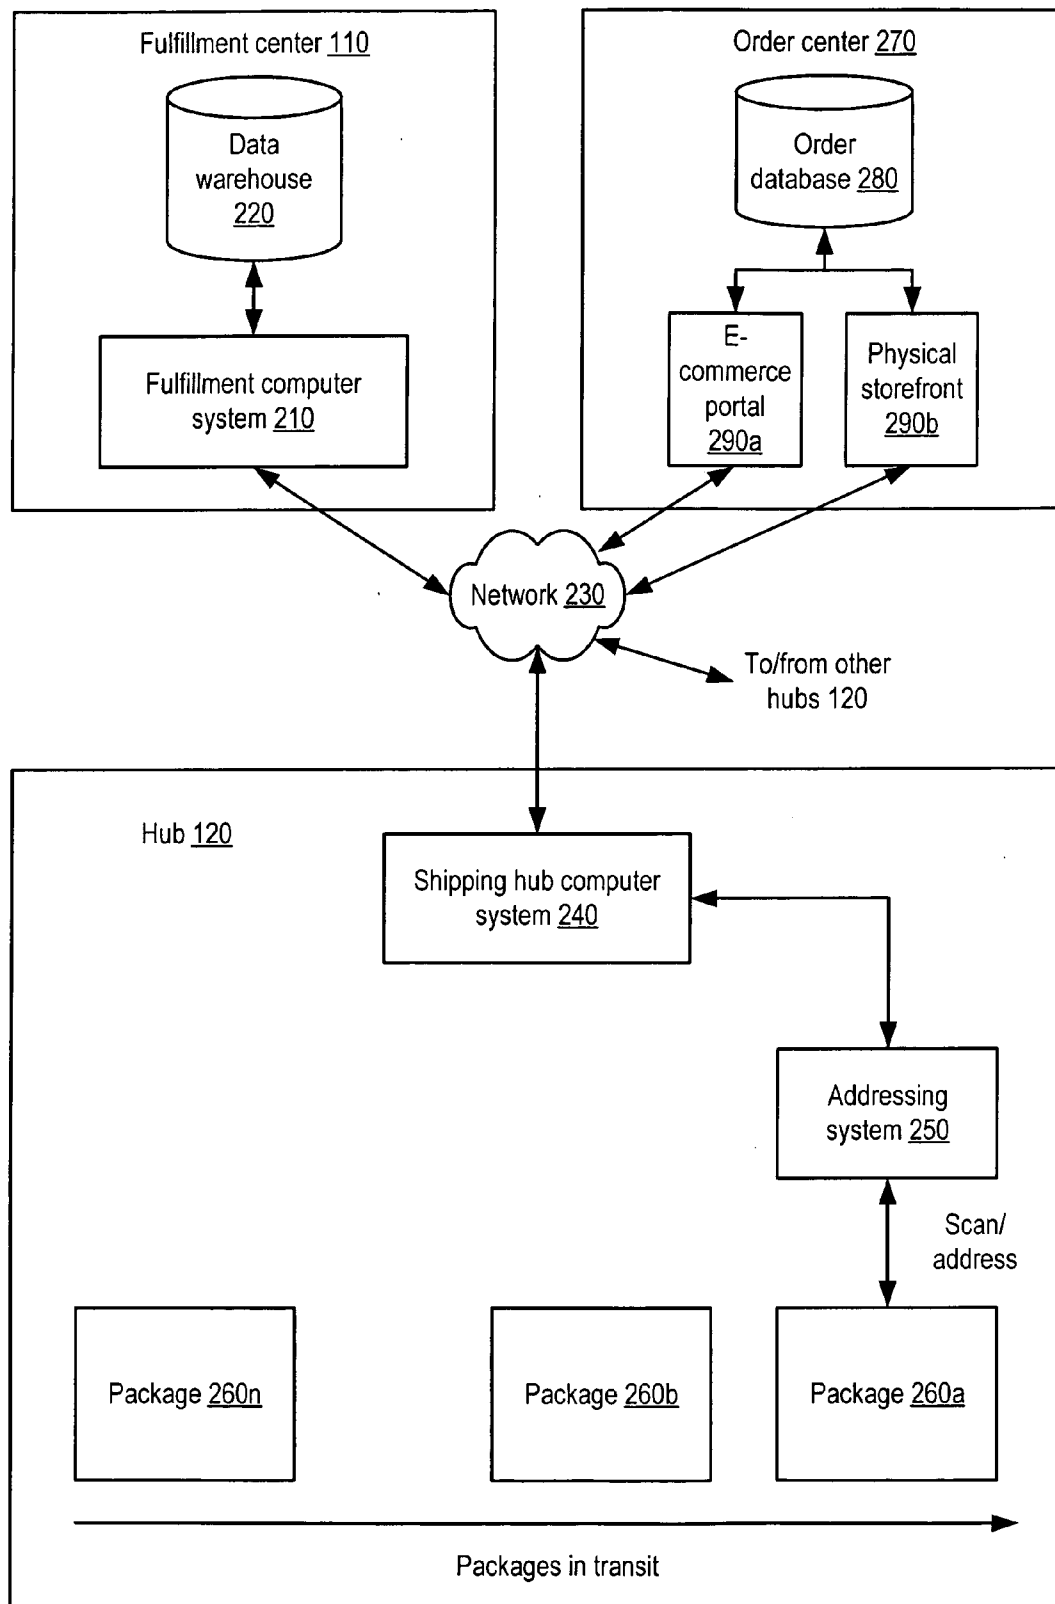 Fulfillment center 110
Data
warehouse
220
Fulfillment computer
system 210
Order center 270
Order
database 280
E-
commerce
portal
290a
Physical
storefront
290b
Network 230
To/from other
hubs 120
Hub 120
Shipping hub computer
system 240
Addressing
system 250
Scan/
address
Package 260n
Package 260b
Package 260a
Packages in transit